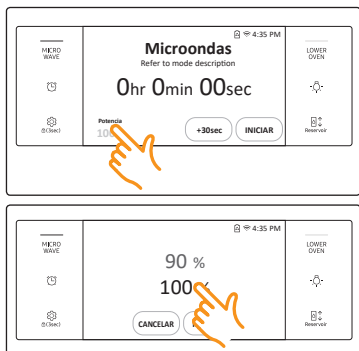 4:35 PM
MICRO
WAVE
Microondas
LOWER
OVEN
Refer to mode description
0hr 0min 00sec
Potencia
10
+30sec
INICIAR
(3sec)
Reservoir
4:35 PM
MICRO
WAVE
LOWER
OVEN
90 %
100 %
CANCELAR
(3sec)
Reservoir